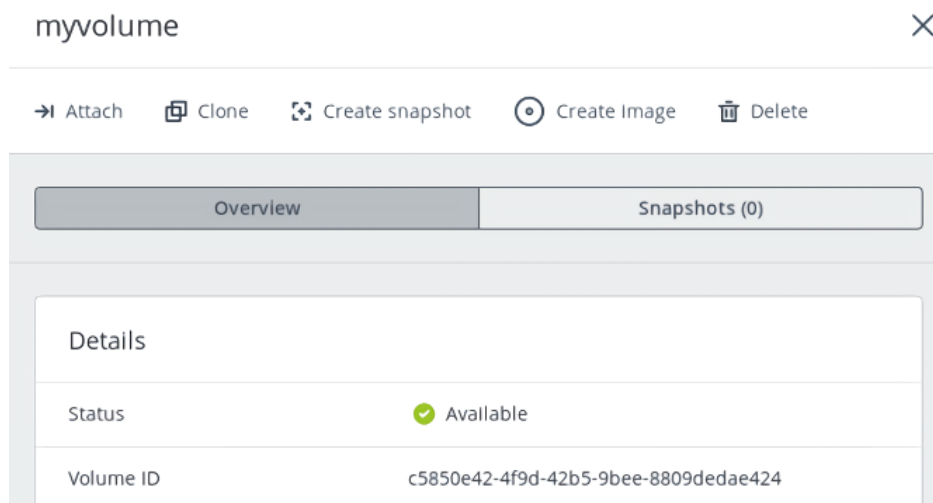 myvolume
Attach Clone Create snapshot Create Image Delete
Overview Snapshots (0)
Details
Status Available
Volume ID c5850e42-4f9d-42b5-9bee-8809dedae424